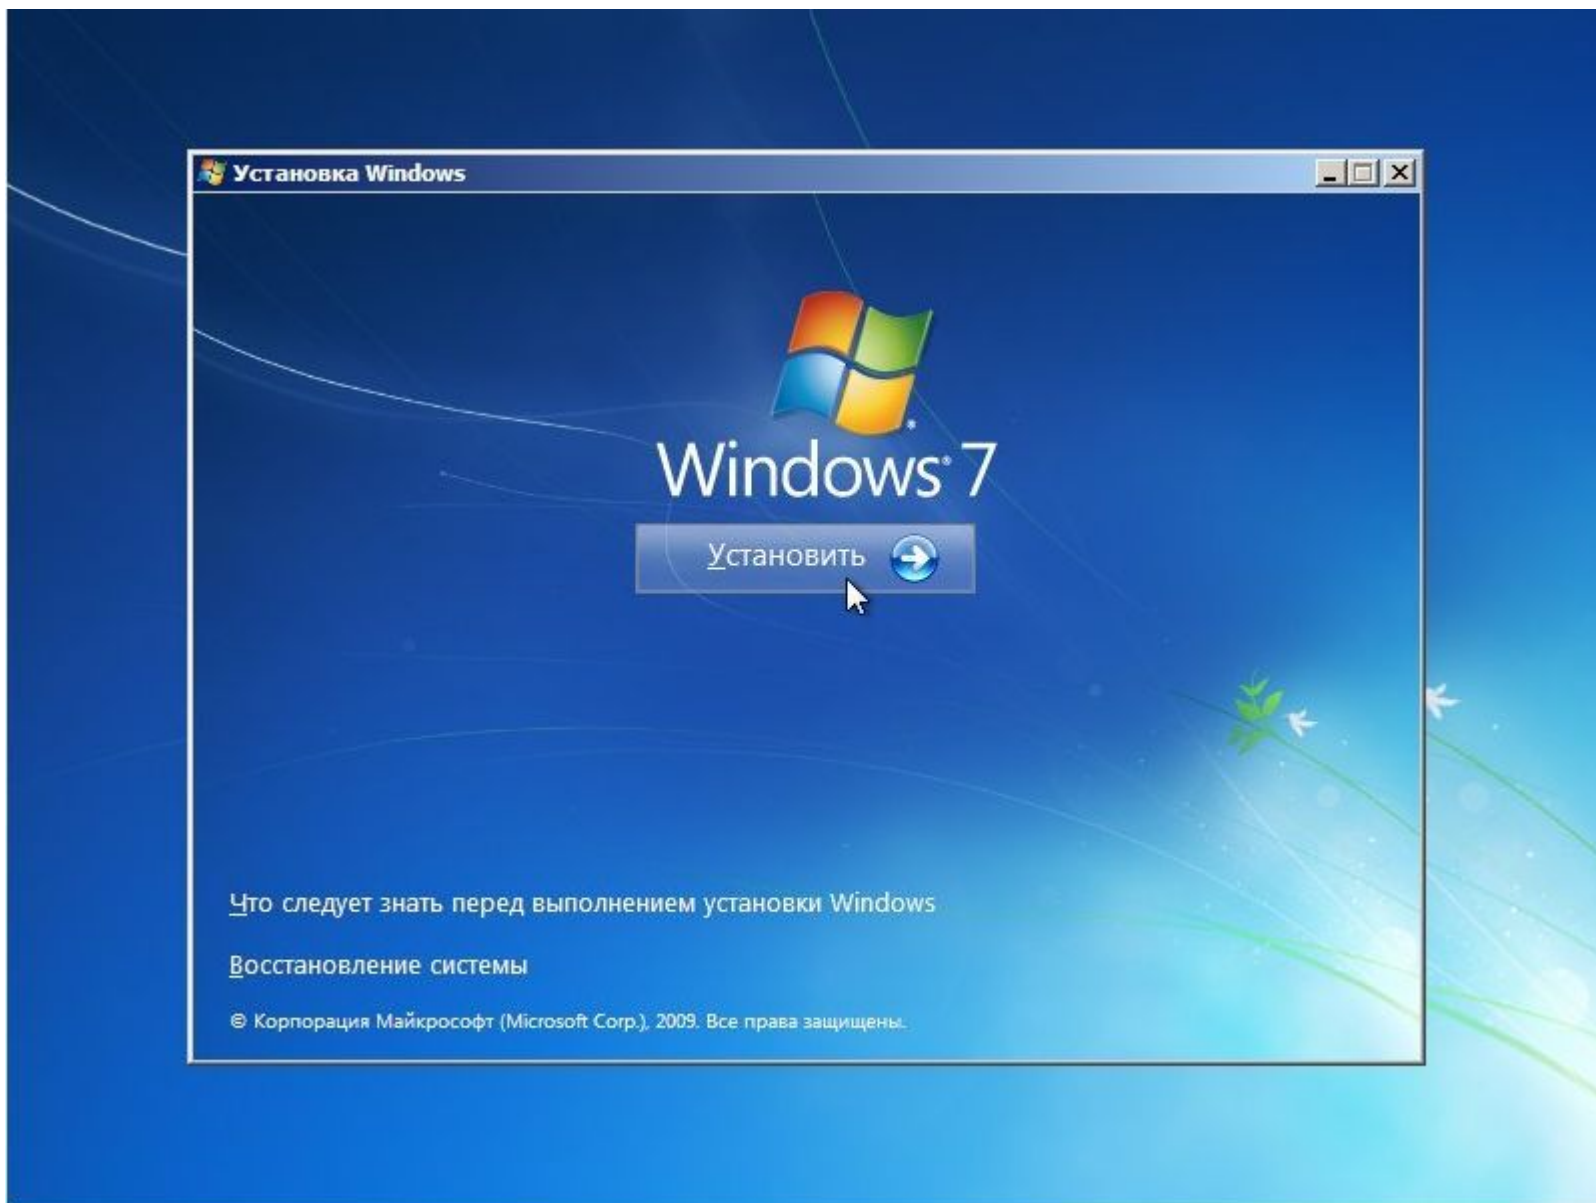 Установка Windows
Windows® 7
Установить
Что следует знать перед выполнением установки Windows
Восстановление системы
© Корпорация Майкрософт (Microsoft Corp.), 2009. Все права защищены.